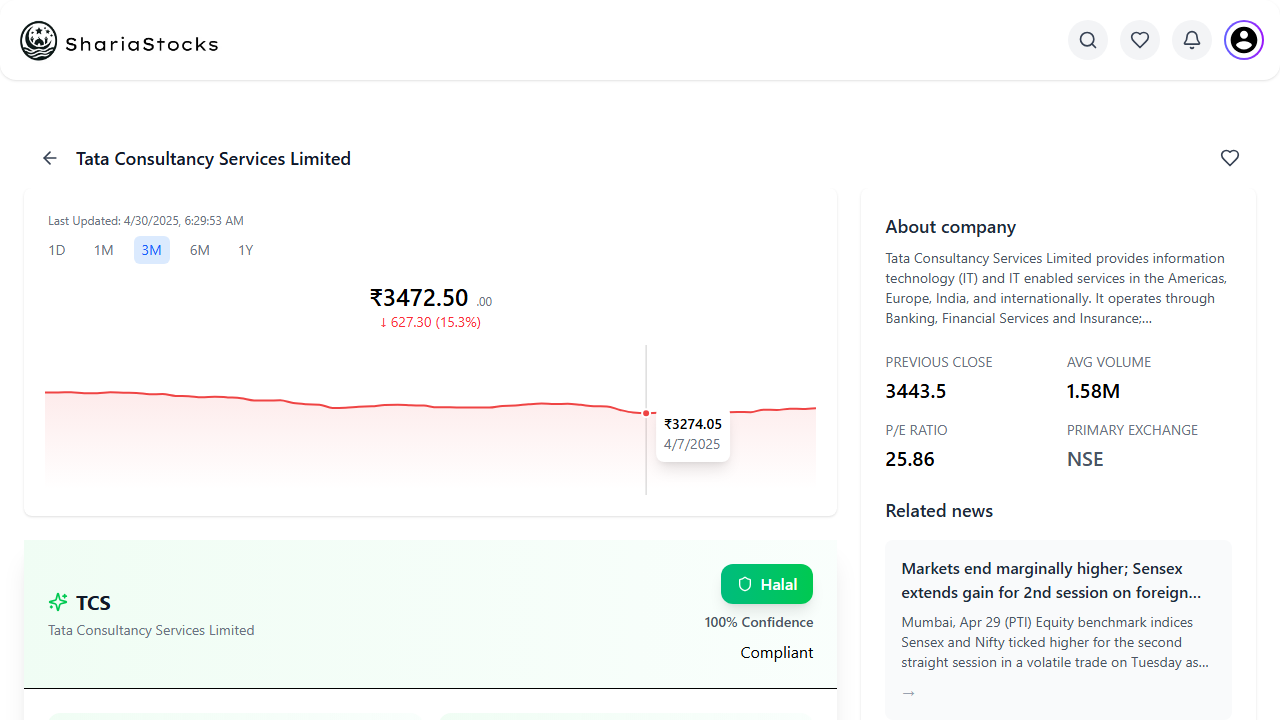 ShariaStocks
Tata Consultancy Services Limited
Last Updated: 4/30/2025, 6:29:53 AM
1D 1M 3M 6M 1Y
₹3472.50 .00
↓ 627.30 (15.3%)
₹3274.05
4/7/2025
TCS
Tata Consultancy Services Limited
Halal
100% Confidence
Compliant
About company
Tata Consultancy Services Limited provides information
technology (IT) and IT enabled services in the Americas,
Europe, India, and internationally. It operates through
Banking, Financial Services and Insurance;...
PREVIOUS CLOSE AVG VOLUME
3443.5 1.58M
P/E RATIO PRIMARY EXCHANGE
25.86 NSE
Related news
Markets end marginally higher; Sensex
extends gain for 2nd session on foreign...
Mumbai, Apr 29 (PTI) Equity benchmark indices
Sensex and Nifty ticked higher for the second
straight session in a volatile trade on Tuesday as...
→